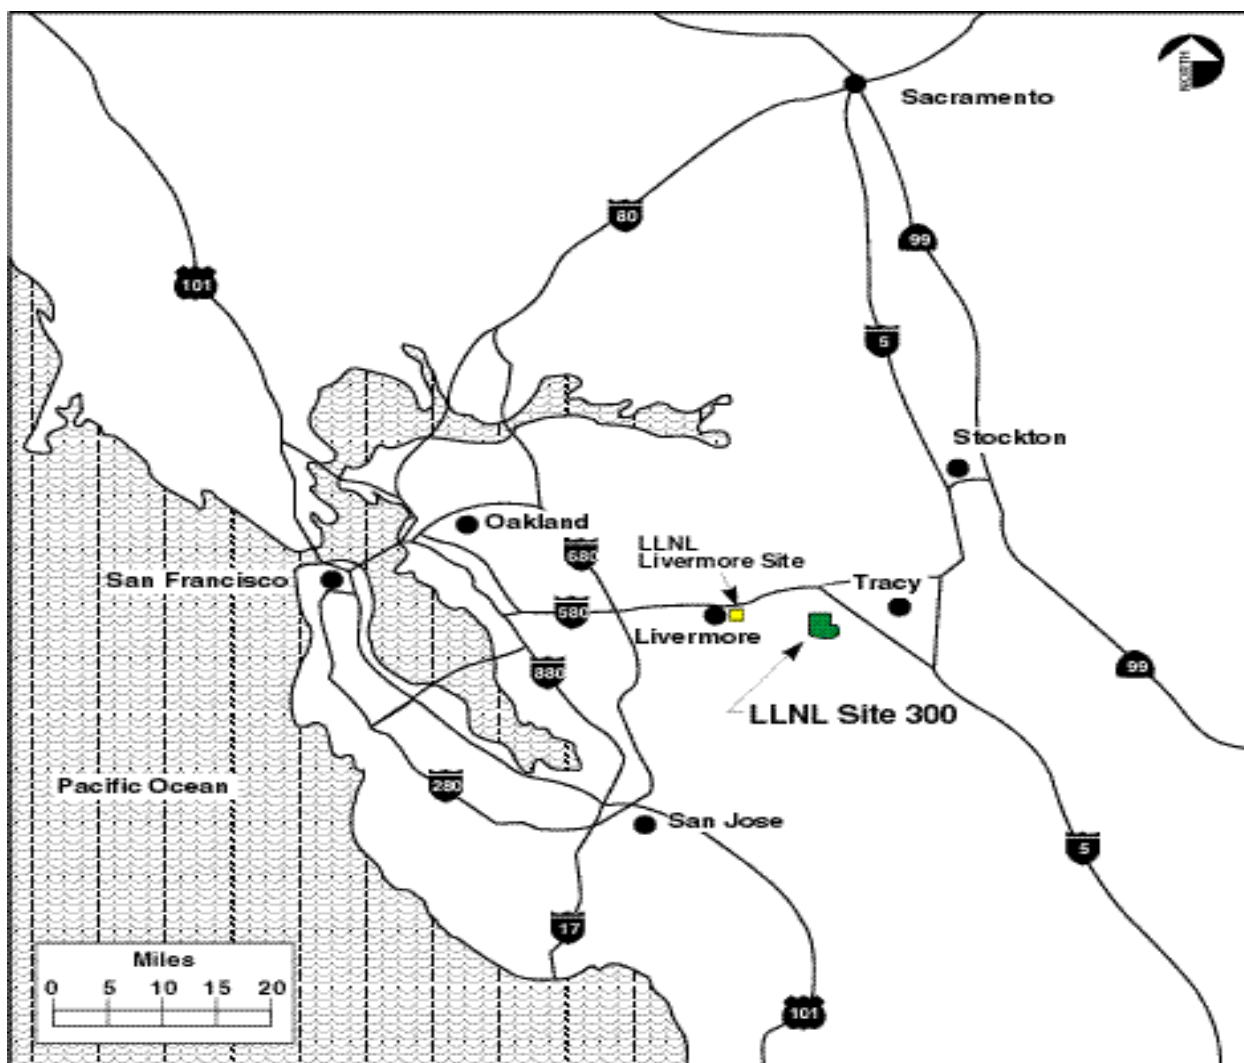 NORTH
Sacramento
80
99
101
5
Stockton
Oakland
680
LLNL
Livermore Site
San Francisco
Tracy
580
Livermore
880
99
LLNL Site 300
Pacific Ocean
280
San Jose
5
17
Miles
0 5 10 15 20
101